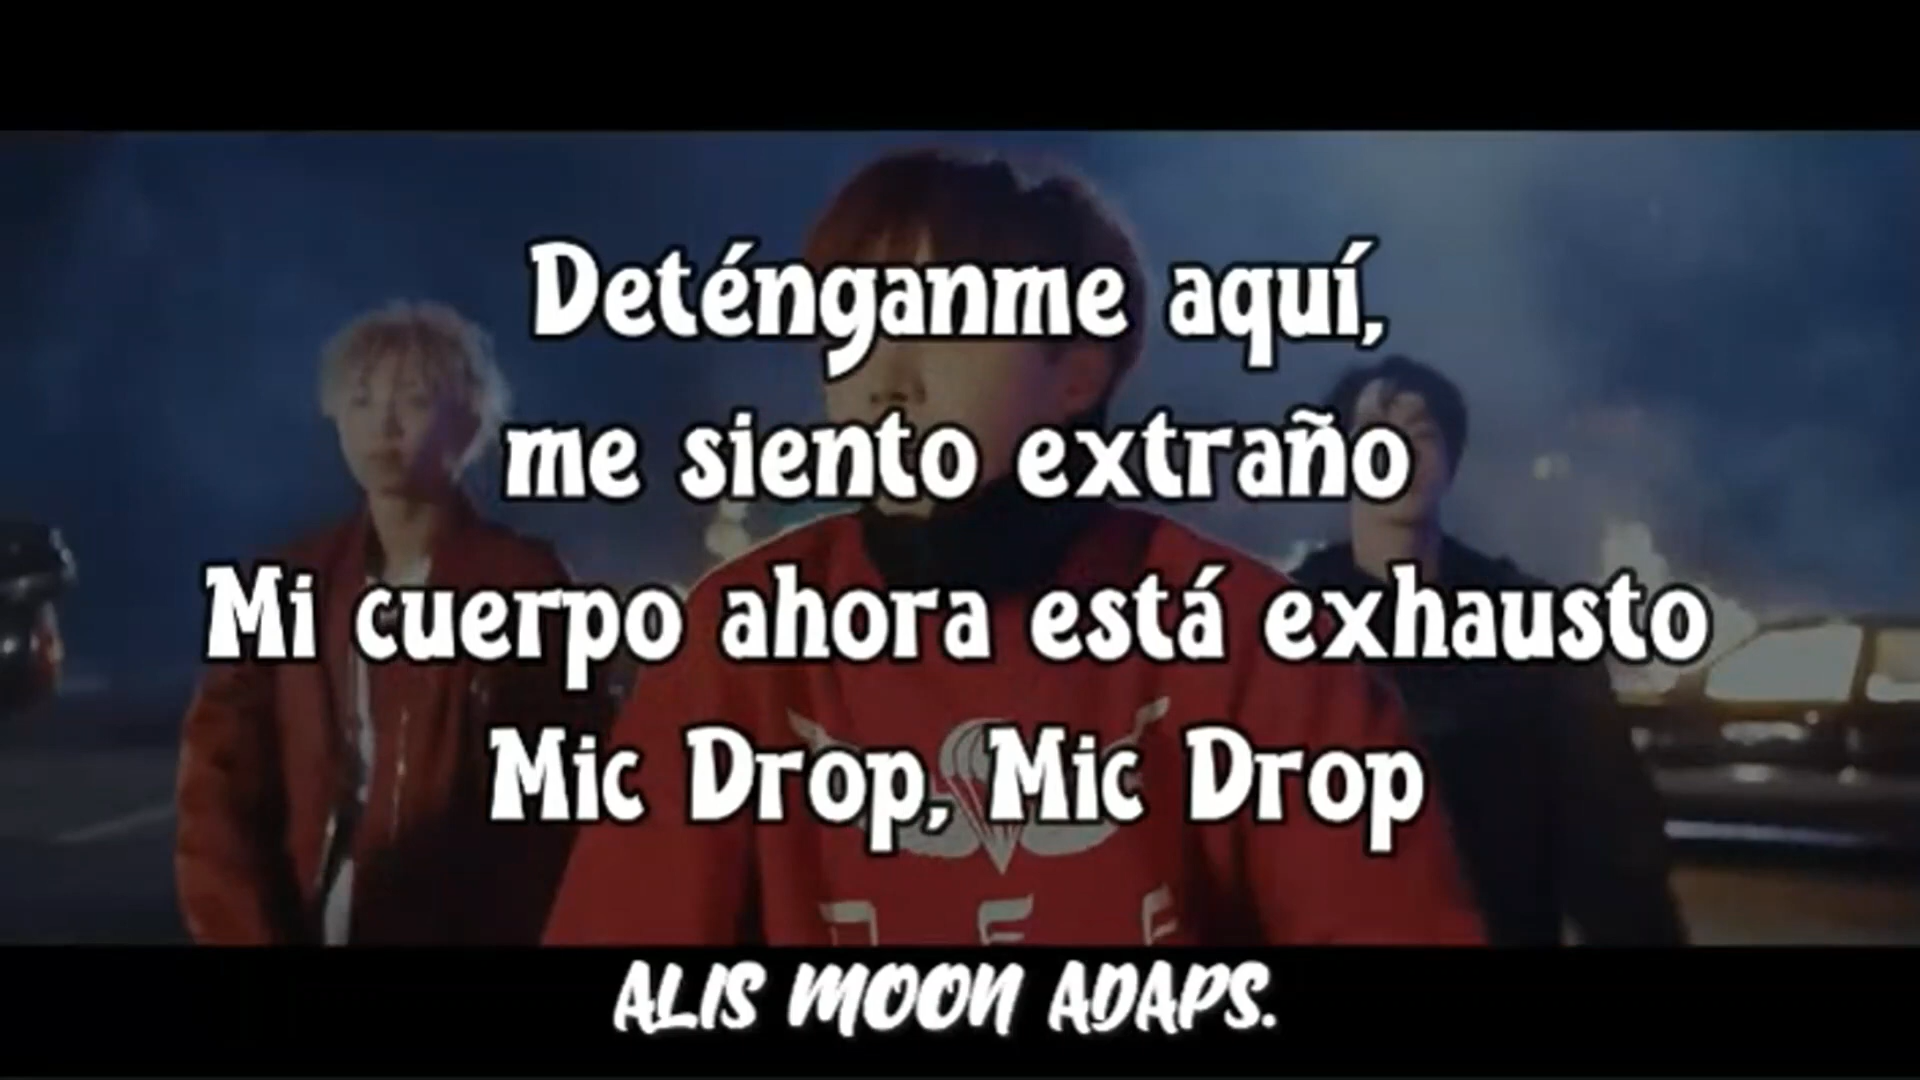 Deténganme aquí,
me siento extraño
Mi cuerpo ahora está exhausto
Mic Drop, Mic Drop
ALIS MOON ADAPS.